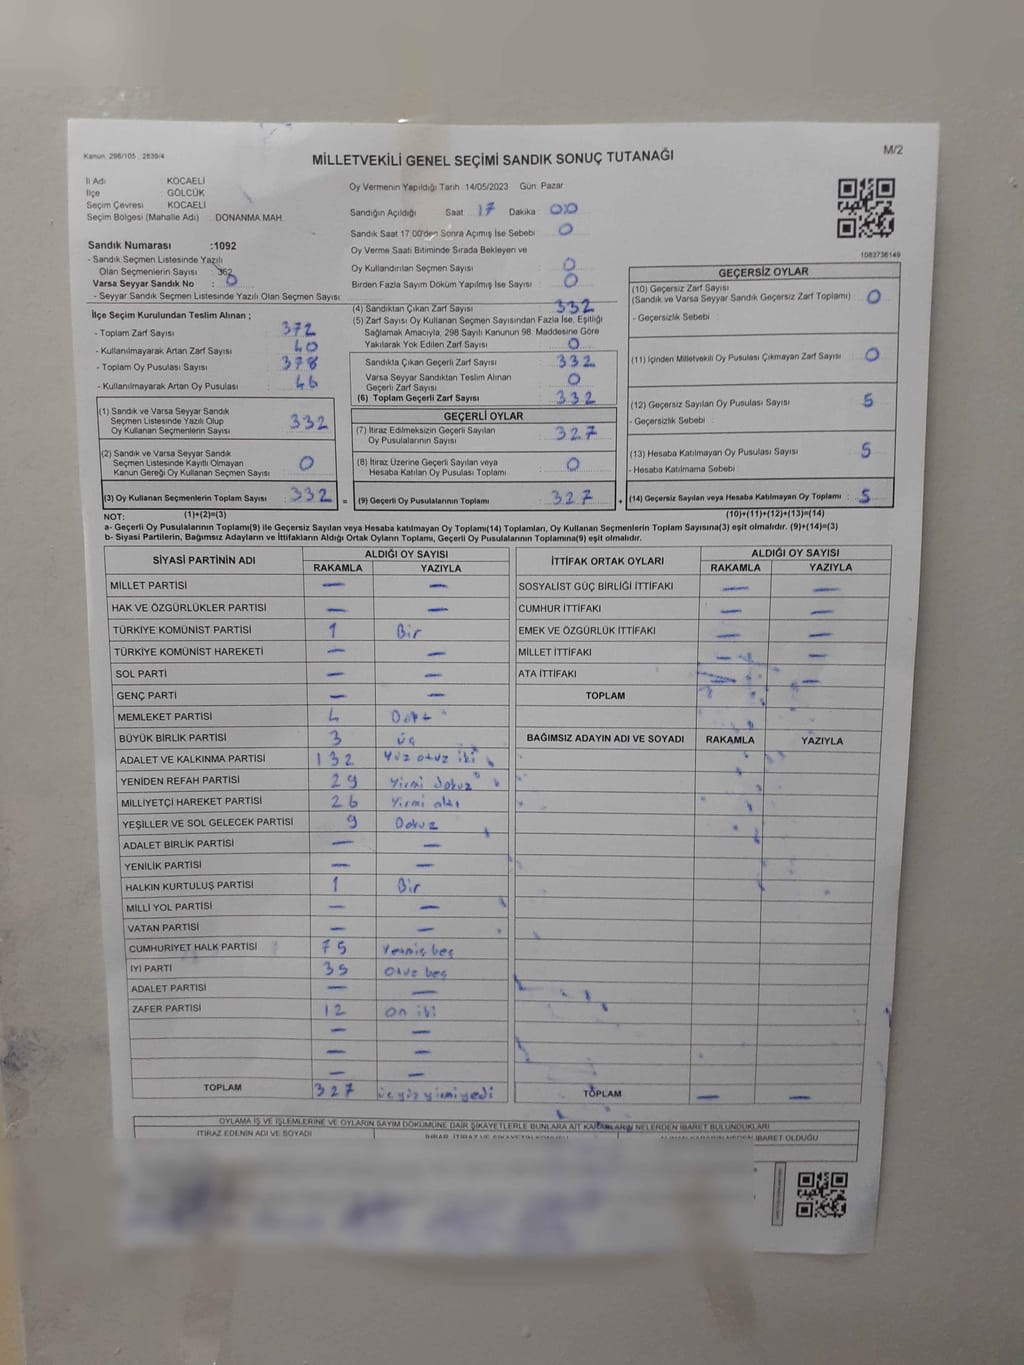 Kanun: 298/105 , 2839/4
MİLLETVEKİLİ GENEL SEÇİMİ SANDIK SONUÇ TUTANAĞI
M/2
İl Adı : KOCAELİ
İlçe : GÖLCÜK
Seçim Çevresi : KOCAELİ
Seçim Bölgesi (Mahalle Adı) : DONANMA MAH.
Oy Vermenin Yapıldığı Tarih 14/05/2023 Gün: Pazar
Sandığın Açıldığı Saat 17 Dakika 00
Sandık Saat 17:00'den Sonra Açımış İse Sebebi 0
Oy Verme Saati Bitiminde Sırada Bekleyen ve
Oy Kullandırılan Seçmen Sayısı 0
Birden Fazla Sayım Döküm Yapılmış İse Sayısı 0
1083736149
Sandık Numarası :1092
- Sandık Seçmen Listesinde Yazılı
Olan Seçmenlerin Sayısı 362
Varsa Seyyar Sandık No : 0
- Seyyar Sandık Seçmen Listesinde Yazılı Olan Seçmen Sayısı:
İlçe Seçim Kurulundan Teslim Alınan ;
- Toplam Zarf Sayısı 372
- Kullanılmayarak Artan Zarf Sayısı 40
- Toplam Oy Pusulası Sayısı 378
- Kullanılmayarak Artan Oy Pusulası 46
(4) Sandıktan Çıkan Zarf Sayısı 332
(5) Zarf Sayısı Oy Kullanan Seçmen Sayısından Fazla İse, Eşitliği
Sağlamak Amacıyla, 298 Sayılı Kanunun 98. Maddesine Göre
Yakılarak Yok Edilen Zarf Sayısı 0
Sandıkta Çıkan Geçerli Zarf Sayısı 332
Varsa Seyyar Sandıktan Teslim Alınan
Geçerli Zarf Sayısı 0
(6) Toplam Geçerli Zarf Sayısı 332
GEÇERSİZ OYLAR
(10) Geçersiz Zarf Sayısı
(Sandık ve Varsa Seyyar Sandık Geçersiz Zarf Toplamı) : 0
- Geçersizlik Sebebi :
(11) İçinden Milletvekili Oy Pusulası Çıkmayan Zarf Sayısı 0
(12) Geçersiz Sayılan Oy Pusulası Sayısı 5
- Geçersizlik Sebebi :
(13) Hesaba Katılmayan Oy Pusulası Sayısı 5
- Hesaba Katılmama Sebebi :
(14) Geçersiz Sayılan veya Hesaba Katılmayan Oy Toplamı : 5
(10)+(11)+(12)+(13)=(14)
(1) Sandık ve Varsa Seyyar Sandık
Seçmen Listesinde Yazılı Olup
Oy Kullanan Seçmenlerin Sayısı 332
(2) Sandık ve Varsa Seyyar Sandık
Seçmen Listesinde Kayıtlı Olmayan
Kanun Gereği Oy Kullanan Seçmen Sayısı 0
(3) Oy Kullanan Seçmenlerin Toplam Sayısı 332 =
GEÇERLİ OYLAR
(7) İtiraz Edilmeksizin Geçerli Sayılan
Oy Pusulalarının Sayısı 327
(8) İtiraz Üzerine Geçerli Sayılan veya
Hesaba Katılan Oy Pusulaları Toplamı 0
(9) Geçerli Oy Pusulalarının Toplamı 327 +
NOT: (1)+(2)=(3)
a- Geçerli Oy Pusulalarının Toplamı(9) ile Geçersiz Sayılan veya Hesaba katılmayan Oy Toplamı(14) Toplamları, Oy Kullanan Seçmenlerin Toplam Sayısına(3) eşit olmalıdır. (9)+(14)=(3)
b- Siyasi Partilerin, Bağımsız Adayların ve İttifakların Aldığı Ortak Oyların Toplamı, Geçerli Oy Pusulalarının Toplamına(9) eşit olmalıdır.
SİYASİ PARTİNİN ADI ALDIĞI OY SAYISI
RAKAMLA YAZIYLA
MİLLET PARTİSİ — —
HAK VE ÖZGÜRLÜKLER PARTİSİ — —
TÜRKİYE KOMÜNİST PARTİSİ 1 Bir
TÜRKİYE KOMÜNİST HAREKETİ — —
SOL PARTİ — —
GENÇ PARTİ — —
MEMLEKET PARTİSİ 4 Dört
BÜYÜK BİRLİK PARTİSİ 3 üç
ADALET VE KALKINMA PARTİSİ 132 Yüz otuz iki
YENİDEN REFAH PARTİSİ 29 Yirmi dokuz
MİLLİYETÇİ HAREKET PARTİSİ 26 Yirmi altı
YEŞİLLER VE SOL GELECEK PARTİSİ 9 Dokuz
ADALET BİRLİK PARTİSİ — —
YENİLİK PARTİSİ — —
HALKIN KURTULUŞ PARTİSİ 1 Bir
MİLLİ YOL PARTİSİ — —
VATAN PARTİSİ — —
CUMHURİYET HALK PARTİSİ 75 Yetmiş beş
İYİ PARTİ 35 Otuz beş
ADALET PARTİSİ — —
ZAFER PARTİSİ 12 on iki
— —
— —
— —
TOPLAM 327 üçyüz yirmi yedi
İTTİFAK ORTAK OYLARI ALDIĞI OY SAYISI
RAKAMLA YAZIYLA
SOSYALİST GÜÇ BİRLİĞİ İTTİFAKI — —
CUMHUR İTTİFAKI — —
EMEK VE ÖZGÜRLÜK İTTİFAKI — —
MİLLET İTTİFAKI — —
ATA İTTİFAKI — —
TOPLAM
BAĞIMSIZ ADAYIN ADI VE SOYADI RAKAMLA YAZIYLA
TOPLAM — —
OYLAMA İŞ VE İŞLEMLERİNE VE OYLARIN SAYIM DÖKÜMÜNE DAİR ŞİKAYETLERLE BUNLARA AİT KARARLARIN NELERDEN İBARET BULUNDUKLARI
İTİRAZ EDENİN ADI VE SOYADI
İBARET OLDUĞU